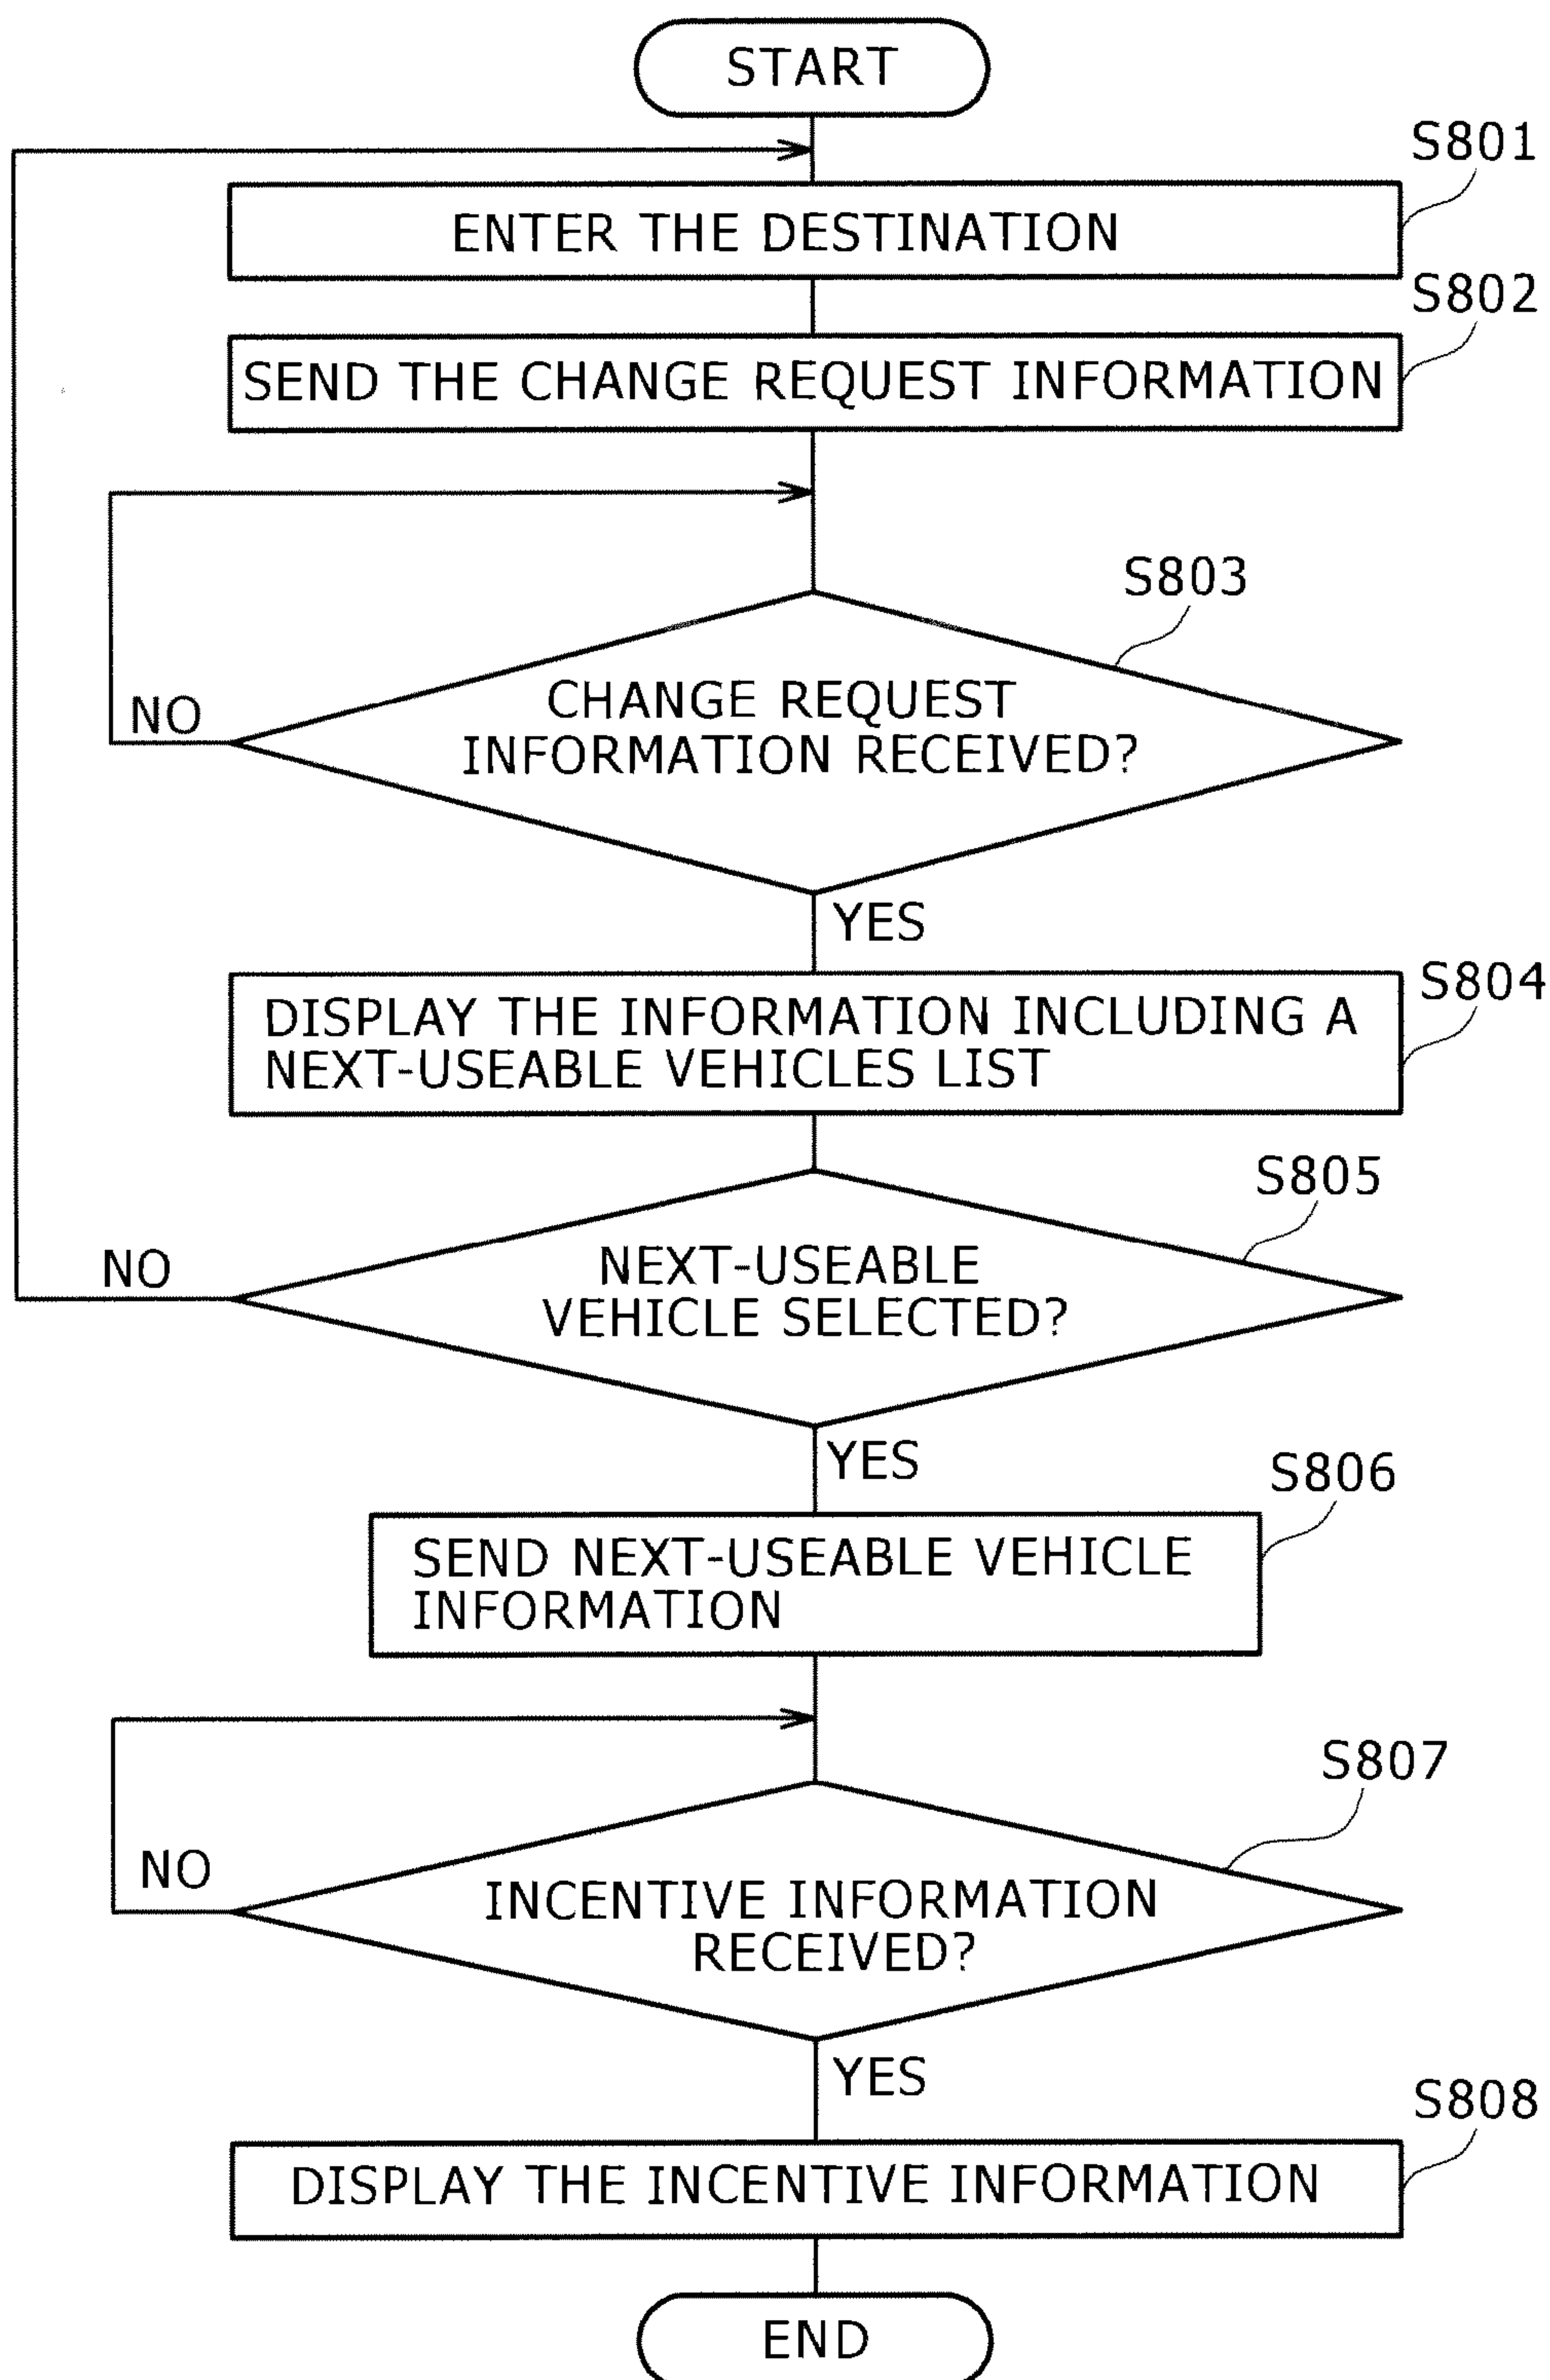 START
S801
ENTER THE DESTINATION
S802
SEND THE CHANGE REQUEST INFORMATION
S803
CHANGE REQUEST
INFORMATION RECEIVED?
NO
YES
S804
DISPLAY THE INFORMATION INCLUDING A
NEXT-USEABLE VEHICLES LIST
S805
NEXT-USEABLE
VEHICLE SELECTED?
NO
YES
S806
SEND NEXT-USEABLE VEHICLE
INFORMATION
S807
INCENTIVE INFORMATION
RECEIVED?
NO
YES
S808
DISPLAY THE INCENTIVE INFORMATION
END